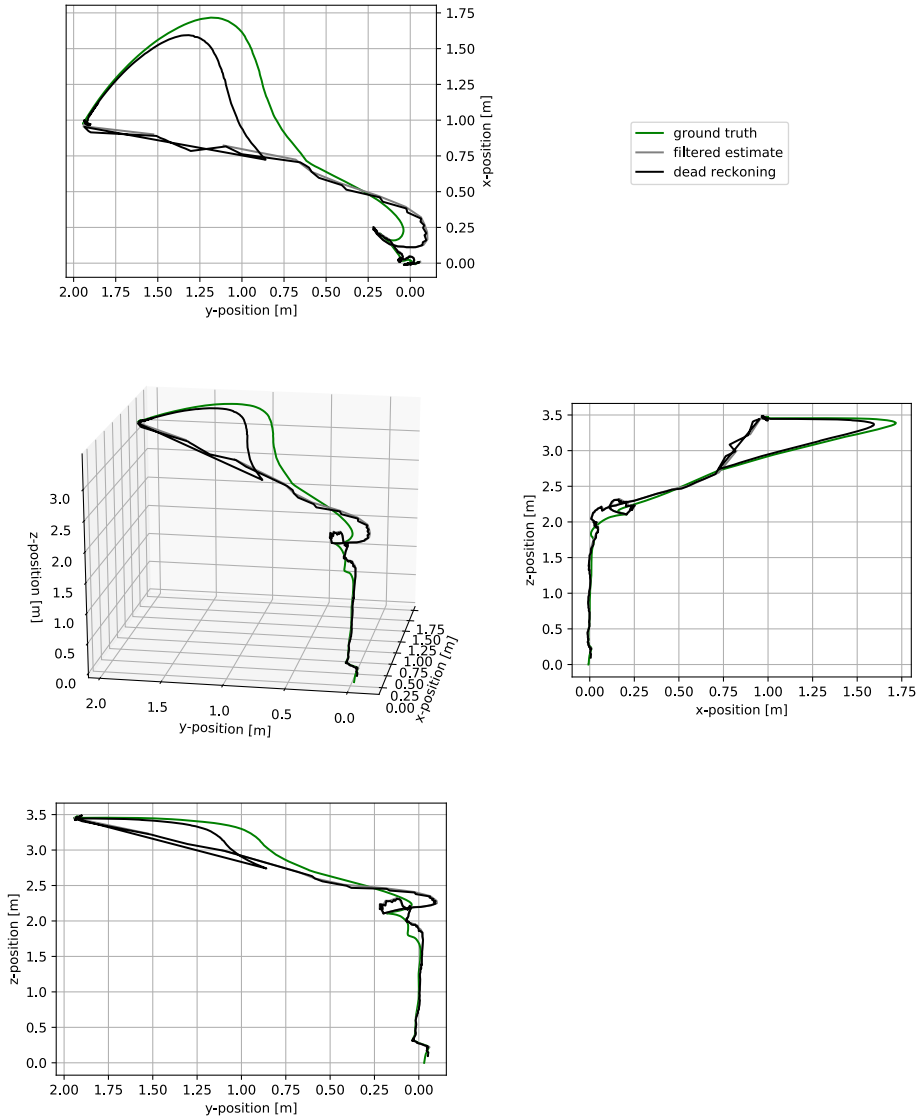 1.75
1.50
1.25
1.00
0.75
0.50
0.25
0.00
x-position [m]
2.00 1.75 1.50 1.25 1.00 0.75 0.50 0.25 0.00
y-position [m]
ground truth
filtered estimate
dead reckoning
3.0
2.5
2.0
1.5
1.0
0.5
0.0
z-position [m]
2.0 1.5 1.0 0.5 0.0
y-position [m]
1.75
1.50
1.25
1.00
0.75
0.50
0.25
0.00
x-position [m]
3.5
3.0
2.5
2.0
1.5
1.0
0.5
0.0
z-position [m]
0.00 0.25 0.50 0.75 1.00 1.25 1.50 1.75
x-position [m]
3.5
3.0
2.5
2.0
1.5
1.0
0.5
0.0
z-position [m]
2.00 1.75 1.50 1.25 1.00 0.75 0.50 0.25 0.00
y-position [m]